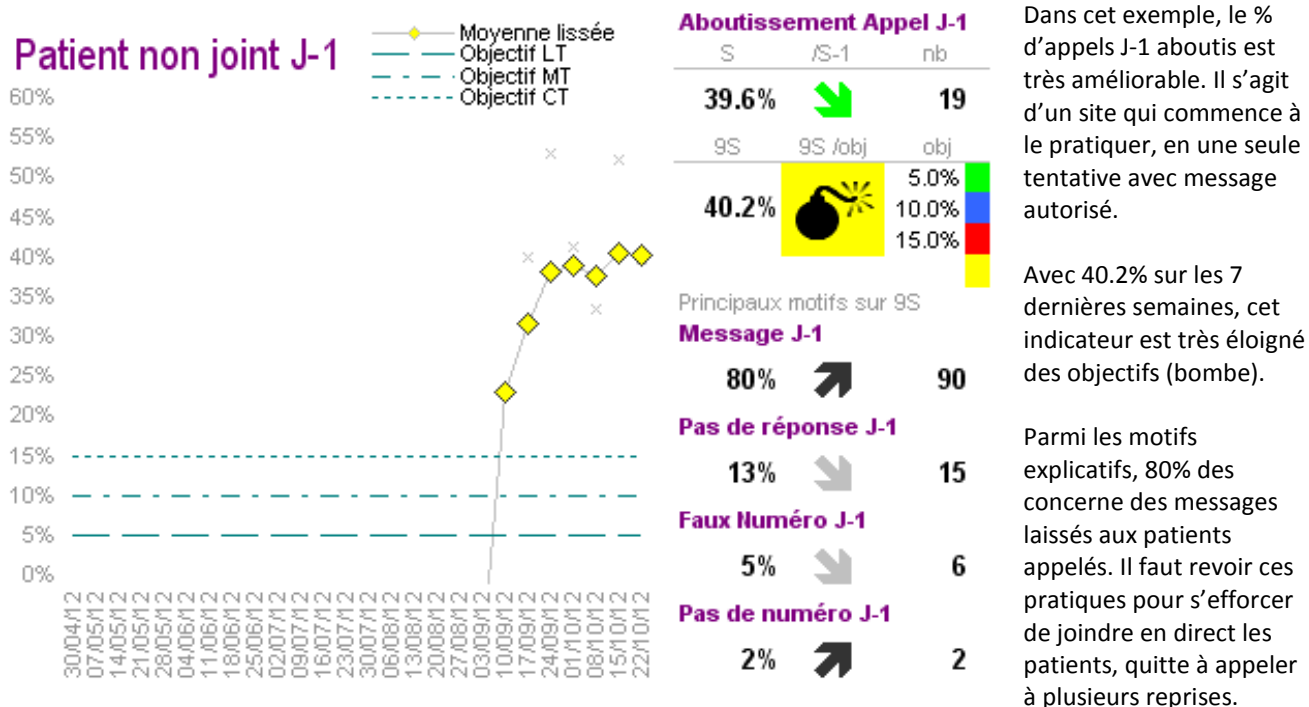 Patient non joint J-1
Moyenne lissée
Objectif LT
Objectif MT
Objectif CT
60%
55%
50%
45%
40%
35%
30%
25%
20%
15%
10%
5%
0%
30/04/12
07/05/12
14/05/12
21/05/12
28/05/12
04/06/12
11/06/12
18/06/12
25/06/12
02/07/12
09/07/12
16/07/12
23/07/12
30/07/12
06/08/12
13/08/12
20/08/12
27/08/12
03/09/12
10/09/12
17/09/12
24/09/12
01/10/12
08/10/12
15/10/12
22/10/12
Aboutissement Appel J-1
S /S-1 nb
39.6% 19
9S 9S /obj obj
40.2%
5.0%
10.0%
15.0%
Principaux motifs sur 9S
Message J-1
80% 90
Pas de réponse J-1
13% 15
Faux Numéro J-1
5% 6
Pas de numéro J-1
2% 2
Dans cet exemple, le %
d’appels J-1 aboutis est
très améliorable. Il s’agit
d’un site qui commence à
le pratiquer, en une seule
tentative avec message
autorisé.
Avec 40.2% sur les 7
dernières semaines, cet
indicateur est très éloigné
des objectifs (bombe).
Parmi les motifs
explicatifs, 80% des
concerne des messages
laissés aux patients
appelés. Il faut revoir ces
pratiques pour s’efforcer
de joindre en direct les
patients, quitte à appeler
à plusieurs reprises.